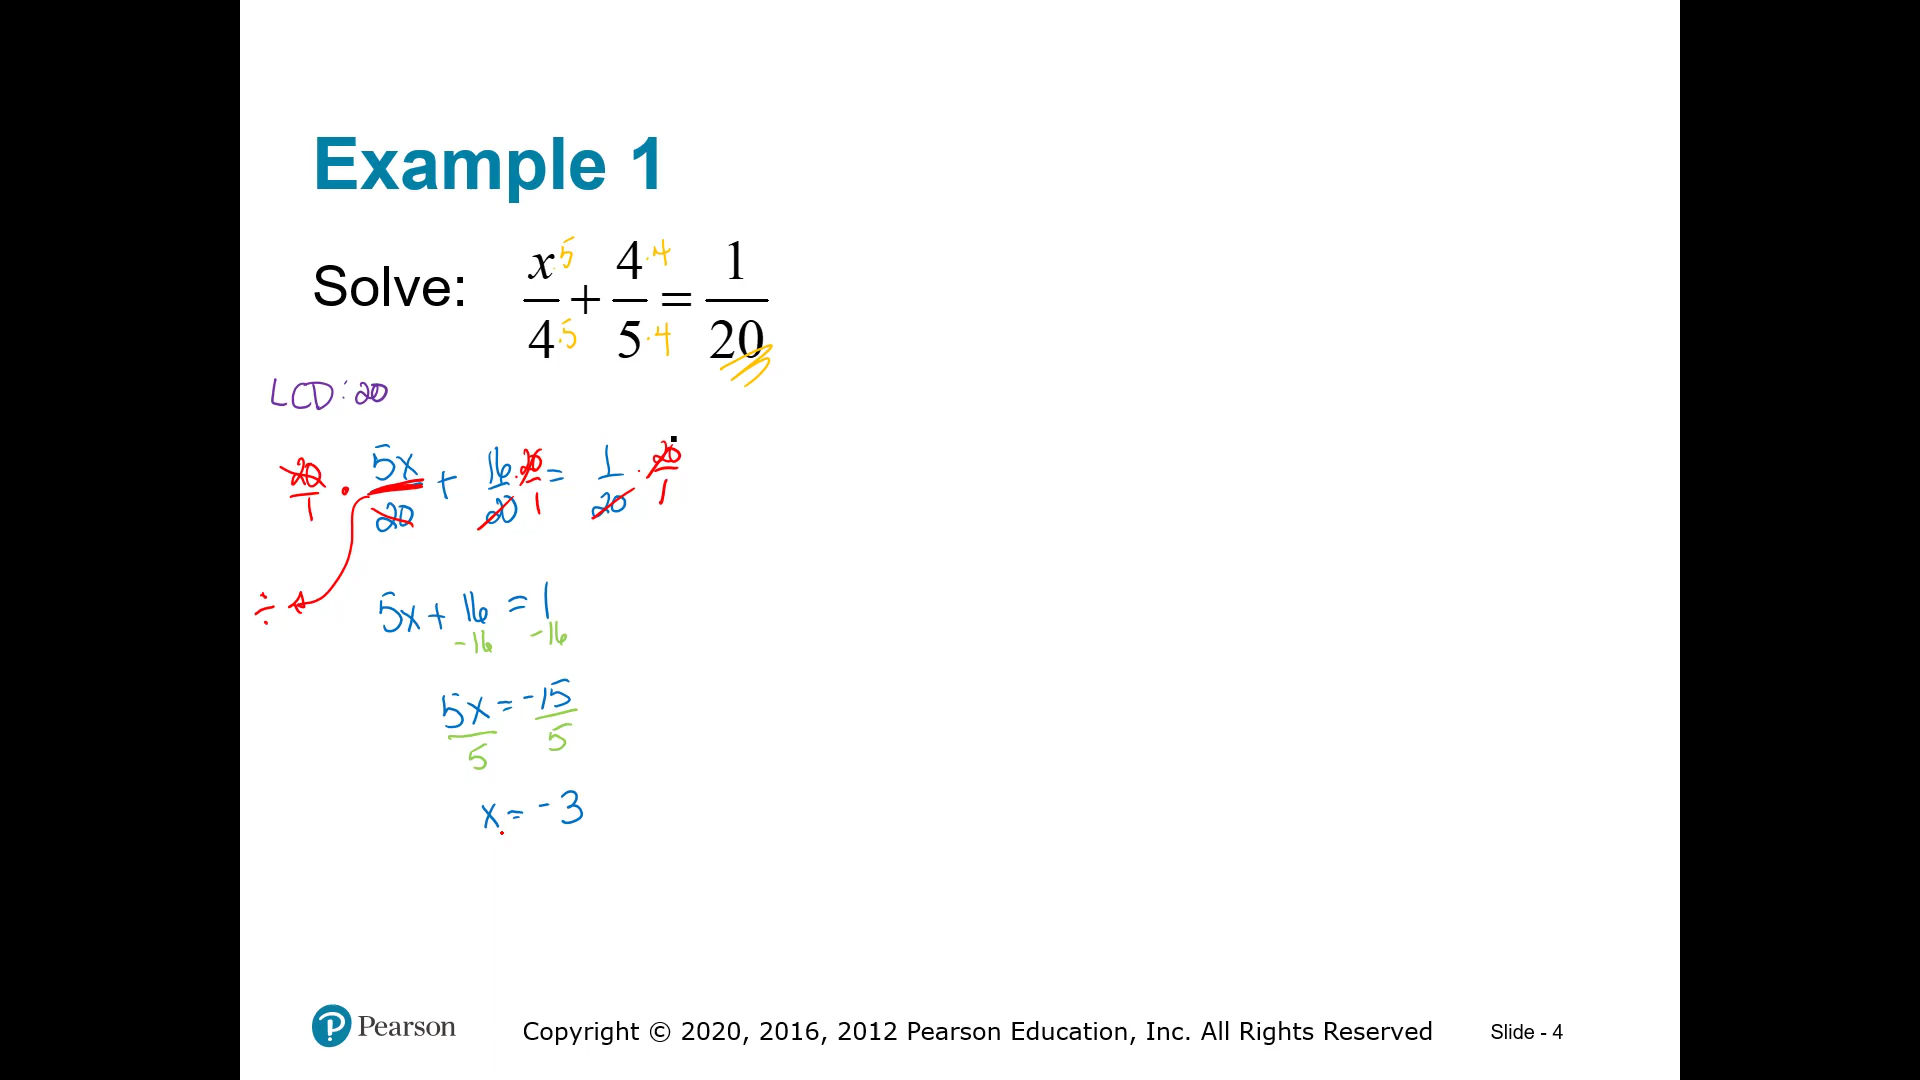 Example 1
Solve: x/4 + 4/5 = 1/20
·5 ·4
·5 ·4
LCD: 20
20/1 · 5x/20 + 16/20 · 20/1 = 1/20 · 20/1
÷
5x + 16 = 1
-16 -16
5x = -15
5 5
x = -3
Pearson
Copyright © 2020, 2016, 2012 Pearson Education, Inc. All Rights Reserved
Slide - 4